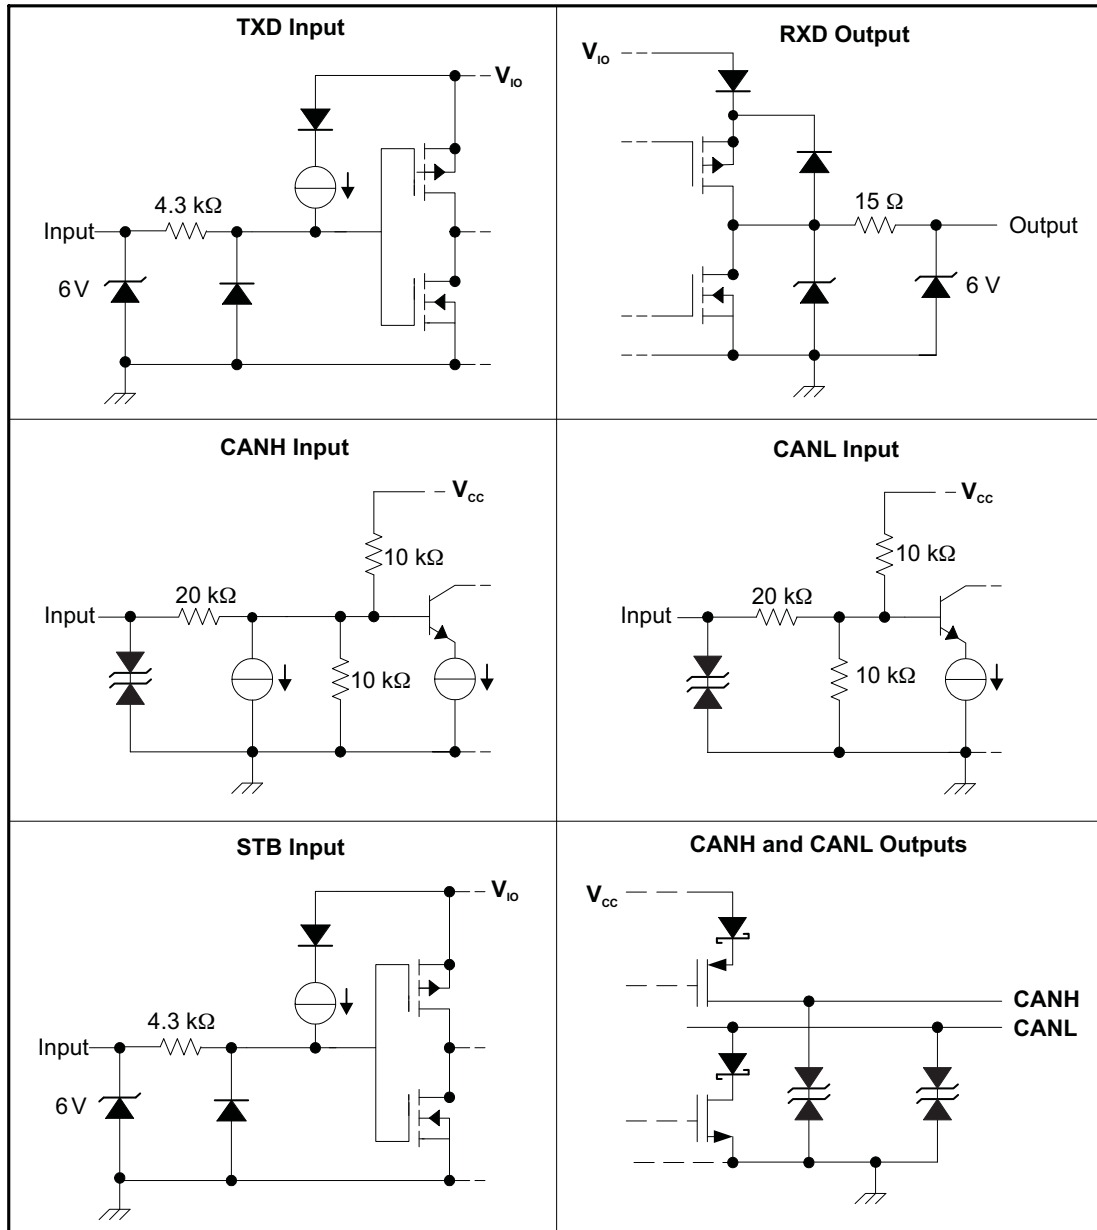 TXD Input
V_IO
4.3 kΩ
Input
6 V
RXD Output
V_IO
15 Ω
Output
6 V
CANH Input
V_CC
10 kΩ
20 kΩ
Input
10 kΩ
CANL Input
V_CC
10 kΩ
20 kΩ
Input
10 kΩ
STB Input
V_IO
4.3 kΩ
Input
6 V
CANH and CANL Outputs
V_CC
CANH
CANL